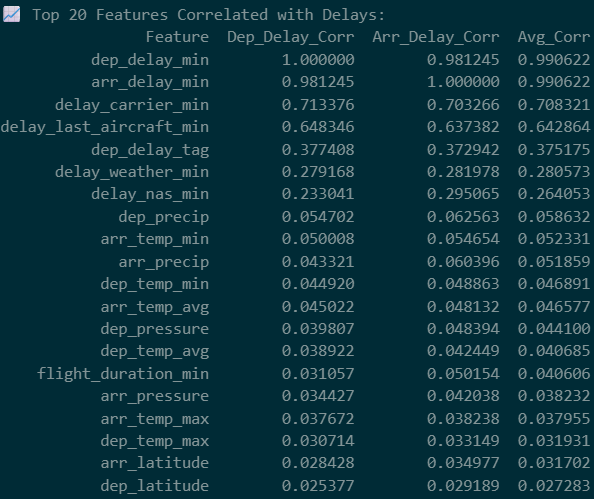 📈 Top 20 Features Correlated with Delays:
Feature Dep_Delay_Corr Arr_Delay_Corr Avg_Corr
dep_delay_min 1.000000 0.981245 0.990622
arr_delay_min 0.981245 1.000000 0.990622
delay_carrier_min 0.713376 0.703266 0.708321
delay_last_aircraft_min 0.648346 0.637382 0.642864
dep_delay_tag 0.377408 0.372942 0.375175
delay_weather_min 0.279168 0.281978 0.280573
delay_nas_min 0.233041 0.295065 0.264053
dep_precip 0.054702 0.062563 0.058632
arr_temp_min 0.050008 0.054654 0.052331
arr_precip 0.043321 0.060396 0.051859
dep_temp_min 0.044920 0.048863 0.046891
arr_temp_avg 0.045022 0.048132 0.046577
dep_pressure 0.039807 0.048394 0.044100
dep_temp_avg 0.038922 0.042449 0.040685
flight_duration_min 0.031057 0.050154 0.040606
arr_pressure 0.034427 0.042038 0.038232
arr_temp_max 0.037672 0.038238 0.037955
dep_temp_max 0.030714 0.033149 0.031931
arr_latitude 0.028428 0.034977 0.031702
dep_latitude 0.025377 0.029189 0.027283